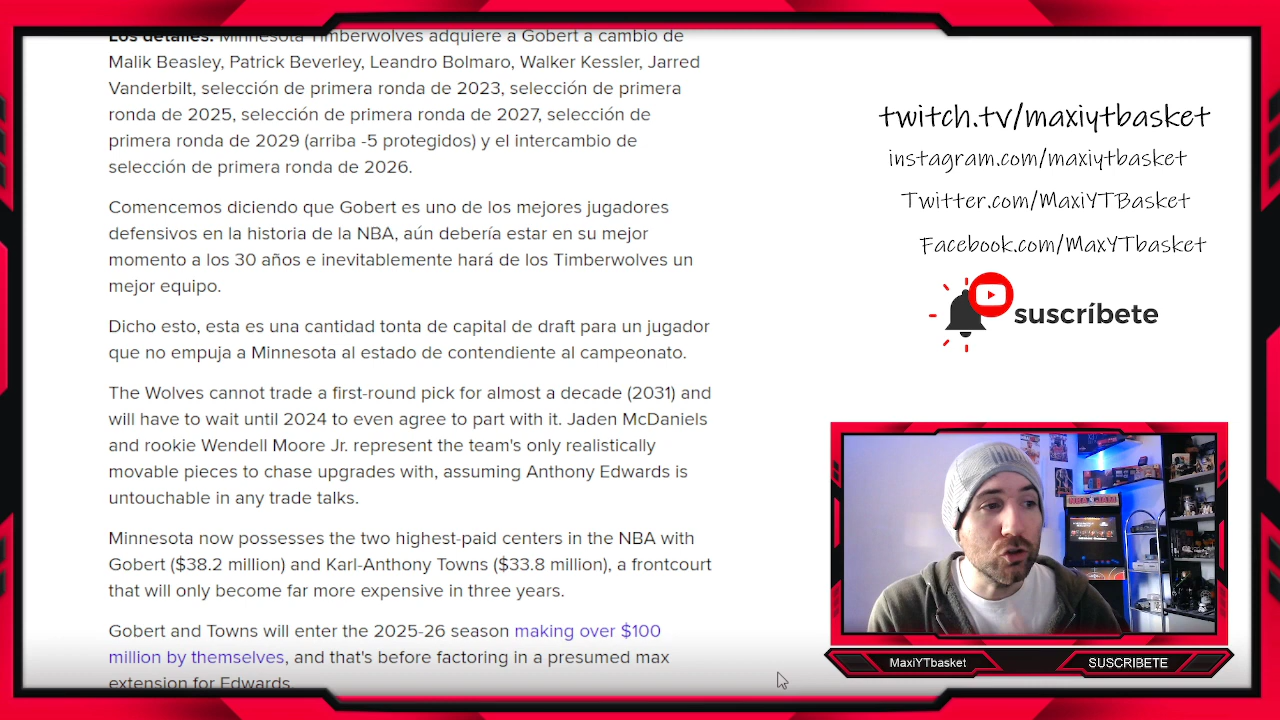 Los detalles: Minnesota Timberwolves adquiere a Gobert a cambio de
Malik Beasley, Patrick Beverley, Leandro Bolmaro, Walker Kessler, Jarred
Vanderbilt, selección de primera ronda de 2023, selección de primera
ronda de 2025, selección de primera ronda de 2027, selección de
primera ronda de 2029 (arriba -5 protegidos) y el intercambio de
selección de primera ronda de 2026.
Comencemos diciendo que Gobert es uno de los mejores jugadores
defensivos en la historia de la NBA, aún debería estar en su mejor
momento a los 30 años e inevitablemente hará de los Timberwolves un
mejor equipo.
Dicho esto, esta es una cantidad tonta de capital de draft para un jugador
que no empuja a Minnesota al estado de contendiente al campeonato.
The Wolves cannot trade a first-round pick for almost a decade (2031) and
will have to wait until 2024 to even agree to part with it. Jaden McDaniels
and rookie Wendell Moore Jr. represent the team's only realistically
movable pieces to chase upgrades with, assuming Anthony Edwards is
untouchable in any trade talks.
Minnesota now possesses the two highest-paid centers in the NBA with
Gobert ($38.2 million) and Karl-Anthony Towns ($33.8 million), a frontcourt
that will only become far more expensive in three years.
Gobert and Towns will enter the 2025-26 season making over $100
million by themselves, and that's before factoring in a presumed max
extension for Edwards.
twitch.tv/maxiytbasket
instagram.com/maxiytbasket
Twitter.com/MaxiYTBasket
Facebook.com/MaxYTbasket
suscríbete
MaxiYTbasket
SUSCRIBETE